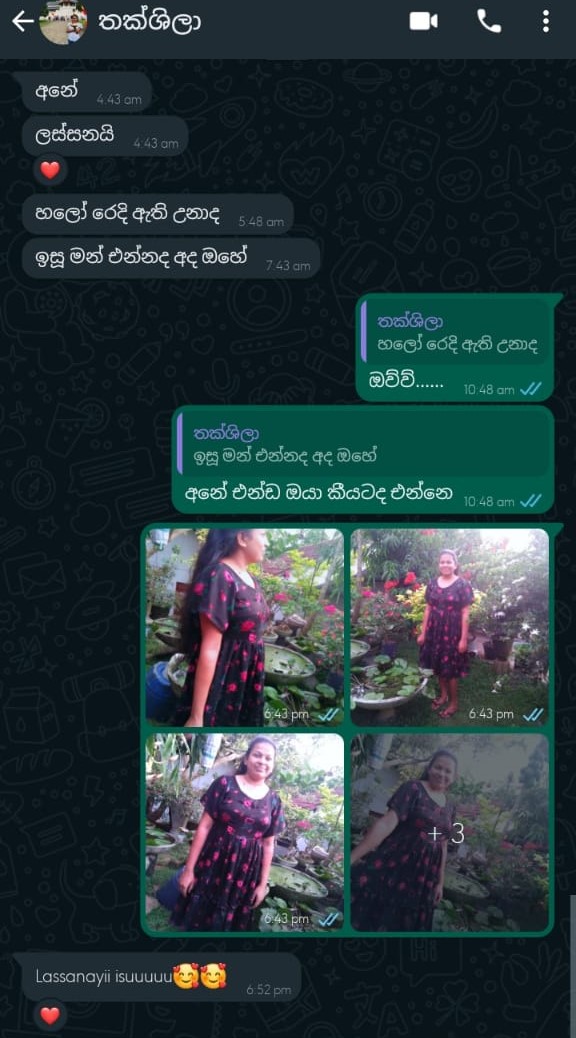 තක්ශිලා
අනේ 4:43 am
ලස්සනයි 4:43 am
හලෝ රෙදි ඇති උනාද 5:48 am
ඉසූ මන් එන්නද අද ඔහේ 7:43 am
තක්ශිලා
හලෝ රෙදි ඇති උනාද
ඔව්ව්...... 10:48 am
තක්ශිලා
ඉසූ මන් එන්නද අද ඔහේ
අනේ එන්ඩ ඔයා කීයටද එන්නෙ 10:48 am
6:43 pm 6:43 pm
6:43 pm + 3
Lassanayii isuuuuu🥰🥰 6:52 pm